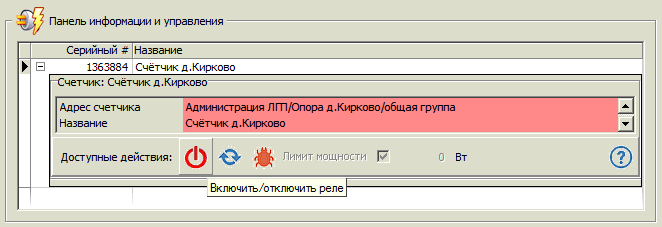 Панель информации и управления
Серийный # Название
1363884 Счётчик д.Кирково
Счетчик: Счётчик д.Кирково
Адрес счетчика Администрация ЛГП/Опора д.Кирково/общая группа
Название Счётчик д.Кирково
Доступные действия: Лимит мощности 0 Вт ?
Включить/отключить реле